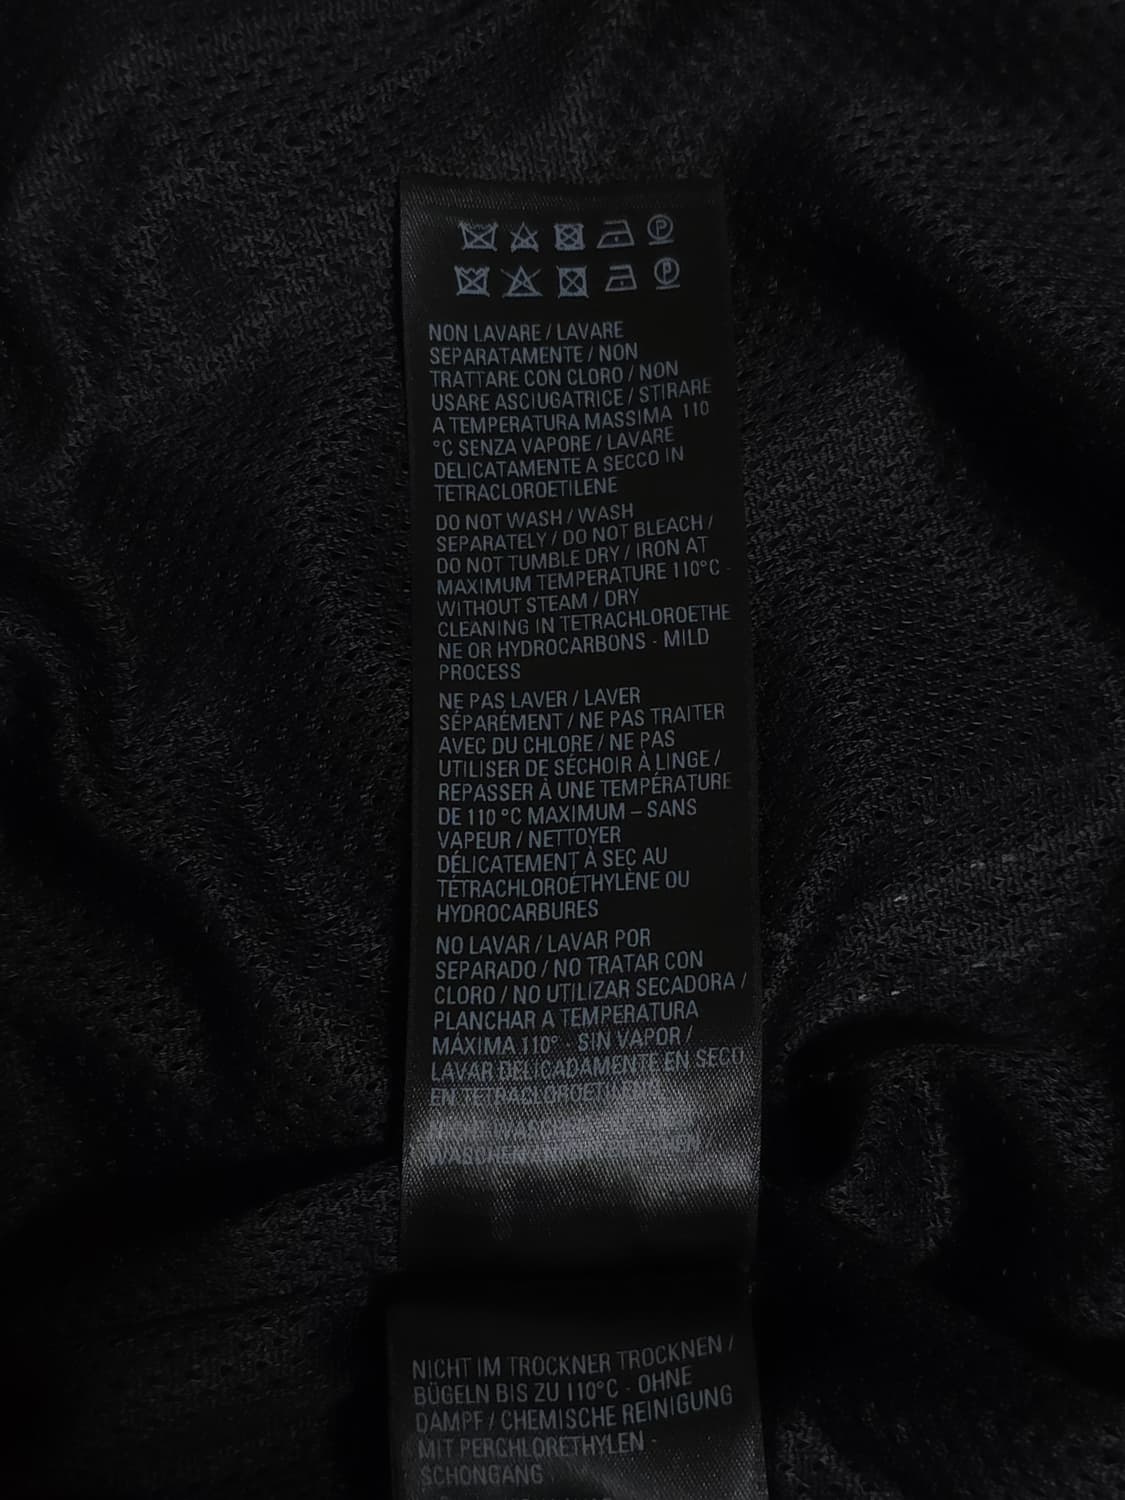 NON LAVARE / LAVARE
SEPARATAMENTE / NON
TRATTARE CON CLORO / NON
USARE ASCIUGATRICE / STIRARE
A TEMPERATURA MASSIMA 110
°C SENZA VAPORE / LAVARE
DELICATAMENTE A SECCO IN
TETRACLOROETILENE
DO NOT WASH / WASH
SEPARATELY / DO NOT BLEACH /
DO NOT TUMBLE DRY / IRON AT
MAXIMUM TEMPERATURE 110°C -
WITHOUT STEAM / DRY
CLEANING IN TETRACHLOROETHE
NE OR HYDROCARBONS - MILD
PROCESS
NE PAS LAVER / LAVER
SÉPARÉMENT / NE PAS TRAITER
AVEC DU CHLORE / NE PAS
UTILISER DE SÉCHOIR À LINGE /
REPASSER À UNE TEMPÉRATURE
DE 110 °C MAXIMUM – SANS
VAPEUR / NETTOYER
DÉLICATEMENT À SEC AU
TÉTRACHLOROÉTHYLÈNE OU
HYDROCARBURES
NO LAVAR / LAVAR POR
SEPARADO / NO TRATAR CON
CLORO / NO UTILIZAR SECADORA /
PLANCHAR A TEMPERATURA
MÁXIMA 110° SIN VAPOR /
LAVAR DELICADAMENTE EN SECO
EN
WASCHEN /
NICHT IM TROCKNER TROCKNEN /
BÜGELN BIS ZU 110°C - OHNE
DAMPF / CHEMISCHE REINIGUNG
MIT PERCHLORETHYLEN -
SCHONGANG